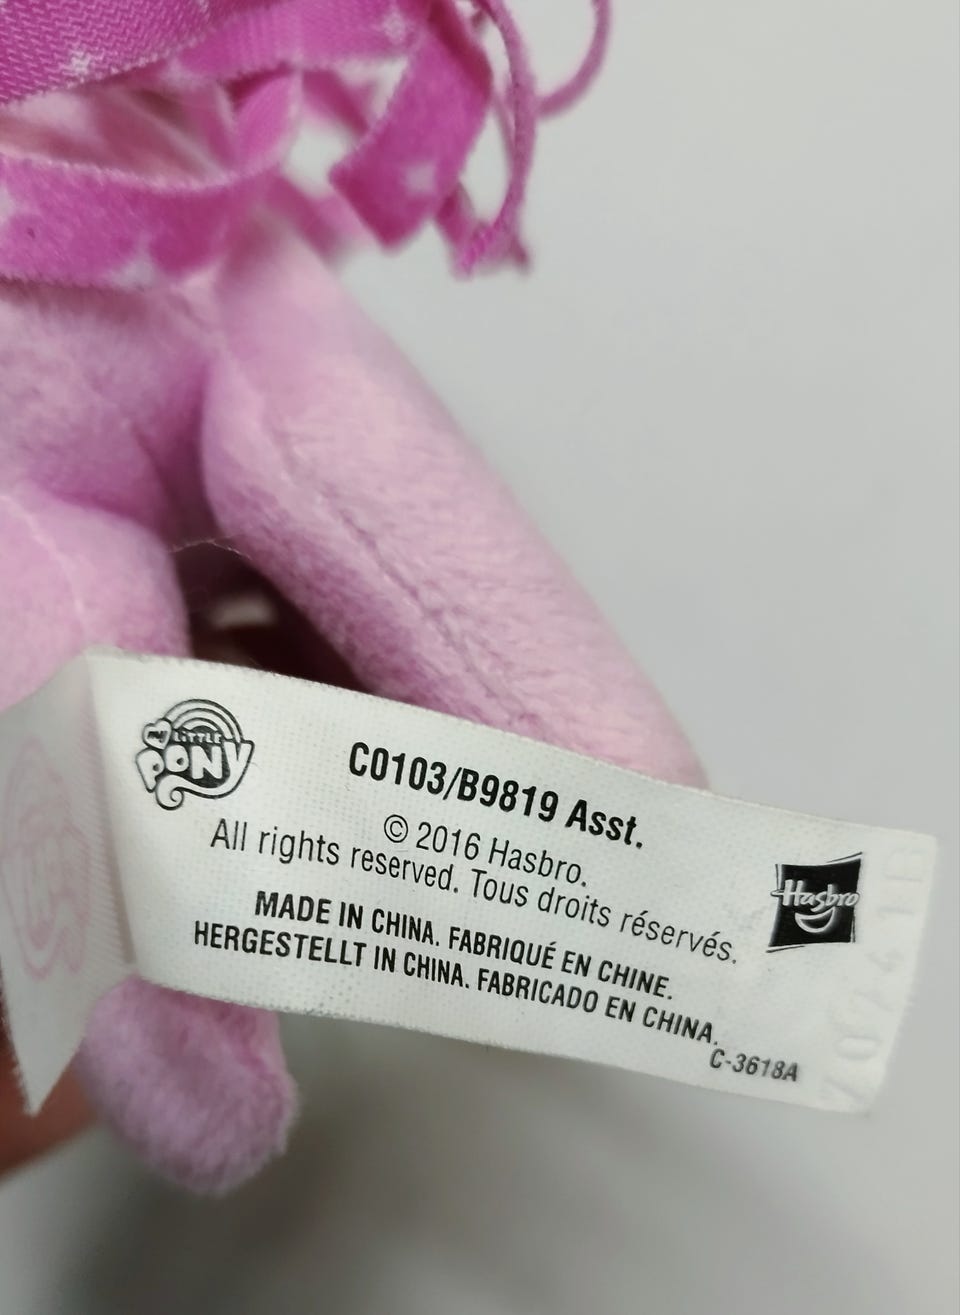 my LiTTLE
PONY
C0103/B9819 Asst.
© 2016 Hasbro.
All rights reserved. Tous droits réservés.
MADE IN CHINA. FABRIQUÉ EN CHINE.
HERGESTELLT IN CHINA. FABRICADO EN CHINA.
C-3618A
Hasbro